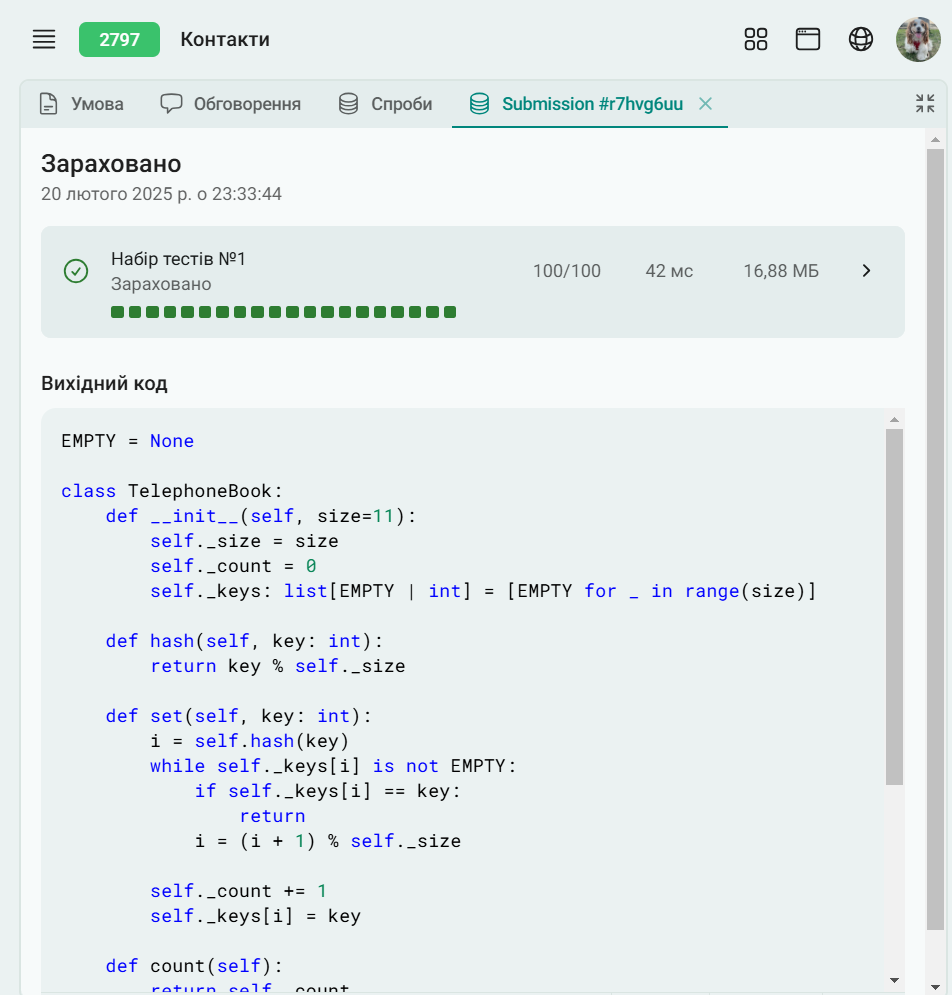 2797 Контакти
Умова Обговорення Спроби Submission #r7hvg6uu
Зараховано
20 лютого 2025 р. о 23:33:44
Набір тестів №1
Зараховано
100/100 42 мс 16,88 МБ
Вихідний код
EMPTY = None
class TelephoneBook:
    def __init__(self, size=11):
        self._size = size
        self._count = 0
        self._keys: list[EMPTY | int] = [EMPTY for _ in range(size)]
    def hash(self, key: int):
        return key % self._size
    def set(self, key: int):
        i = self.hash(key)
        while self._keys[i] is not EMPTY:
            if self._keys[i] == key:
                return
            i = (i + 1) % self._size
        self._count += 1
        self._keys[i] = key
    def count(self):
        return self._count